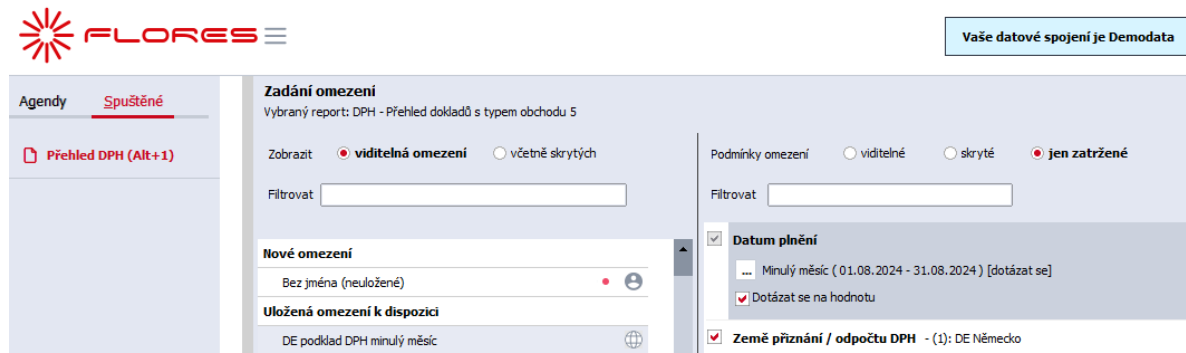 FLORES
Vaše datové spojení je Demodata
Agendy Spuštěné
Přehled DPH (Alt+1)
Zadání omezení
Vybraný report: DPH - Přehled dokladů s typem obchodu 5
Zobrazit viditelná omezení včetně skrytých
Filtrovat
Nové omezení
Bez jména (neuložené)
Uložená omezení k dispozici
DE podklad DPH minulý měsíc
Podmínky omezení viditelné skryté jen zatržené
Filtrovat
Datum plnění
... Minulý měsíc ( 01.08.2024 - 31.08.2024 ) [dotázat se]
Dotázat se na hodnotu
Země přiznání / odpočtu DPH - (1): DE Německo